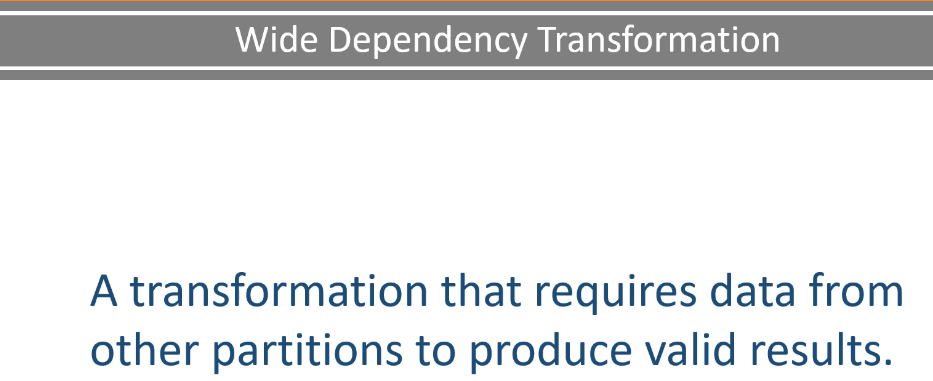 Wide Dependency Transformation
A transformation that requires data from
other partitions to produce valid results.